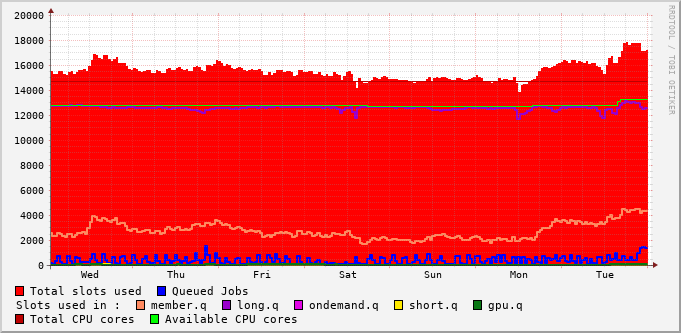 20000
18000
16000
14000
12000
10000
8000
6000
4000
2000
0
Wed Thu Fri Sat Sun Mon Tue
RRDTOOL / TOBI OETIKER
Total slots used Queued Jobs
Slots used in : member.q long.q ondemand.q short.q gpu.q
Total CPU cores Available CPU cores